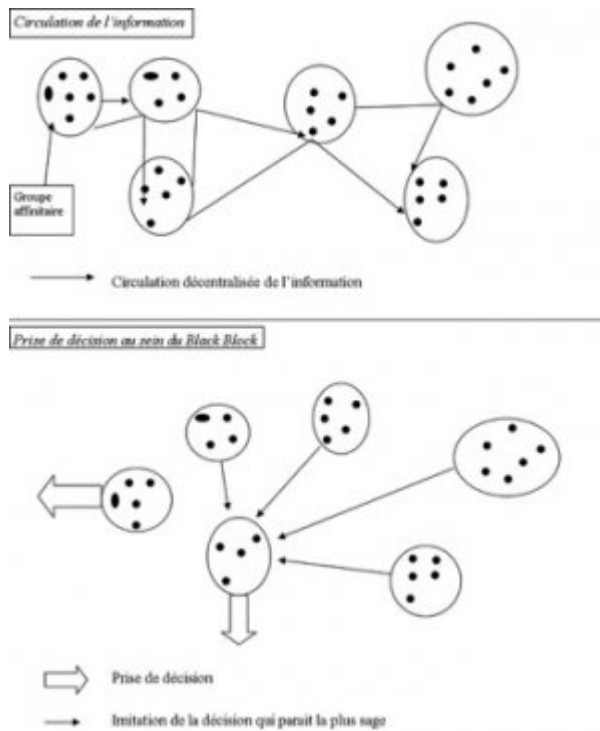 Circulation de l'information
Groupe
affinitaire
Circulation décentralisée de l'information
Prise de décision au sein du Black Block
Prise de décision
Imitation de la décision qui parait la plus sage